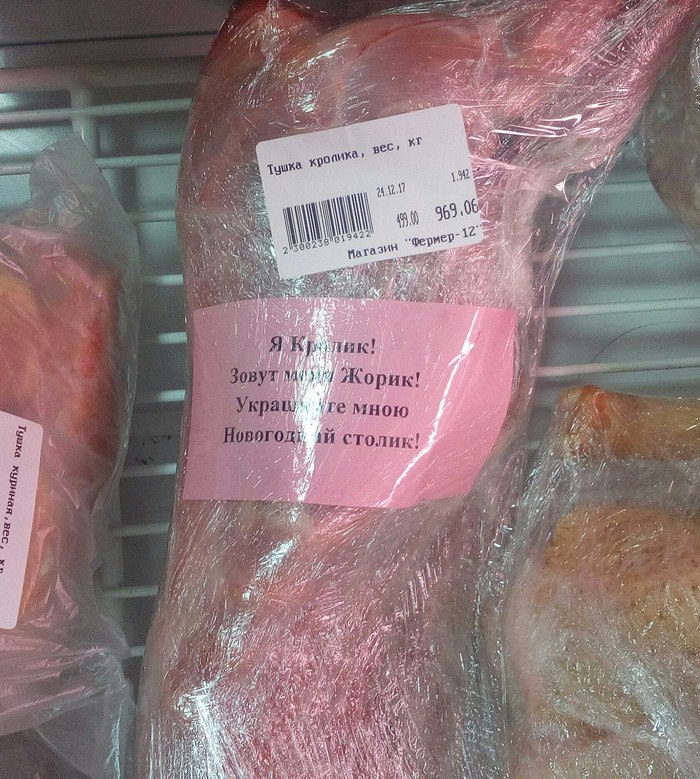 Тушка кролика, вес, кг
24.12.17
1.942
499.00
969.06
2 300238 019422
Магазин "Фермер-12"
Я Кролик!
Зовут меня Жорик!
Украшайте мною
Новогодний столик!
Тушка куриная, вес, кг